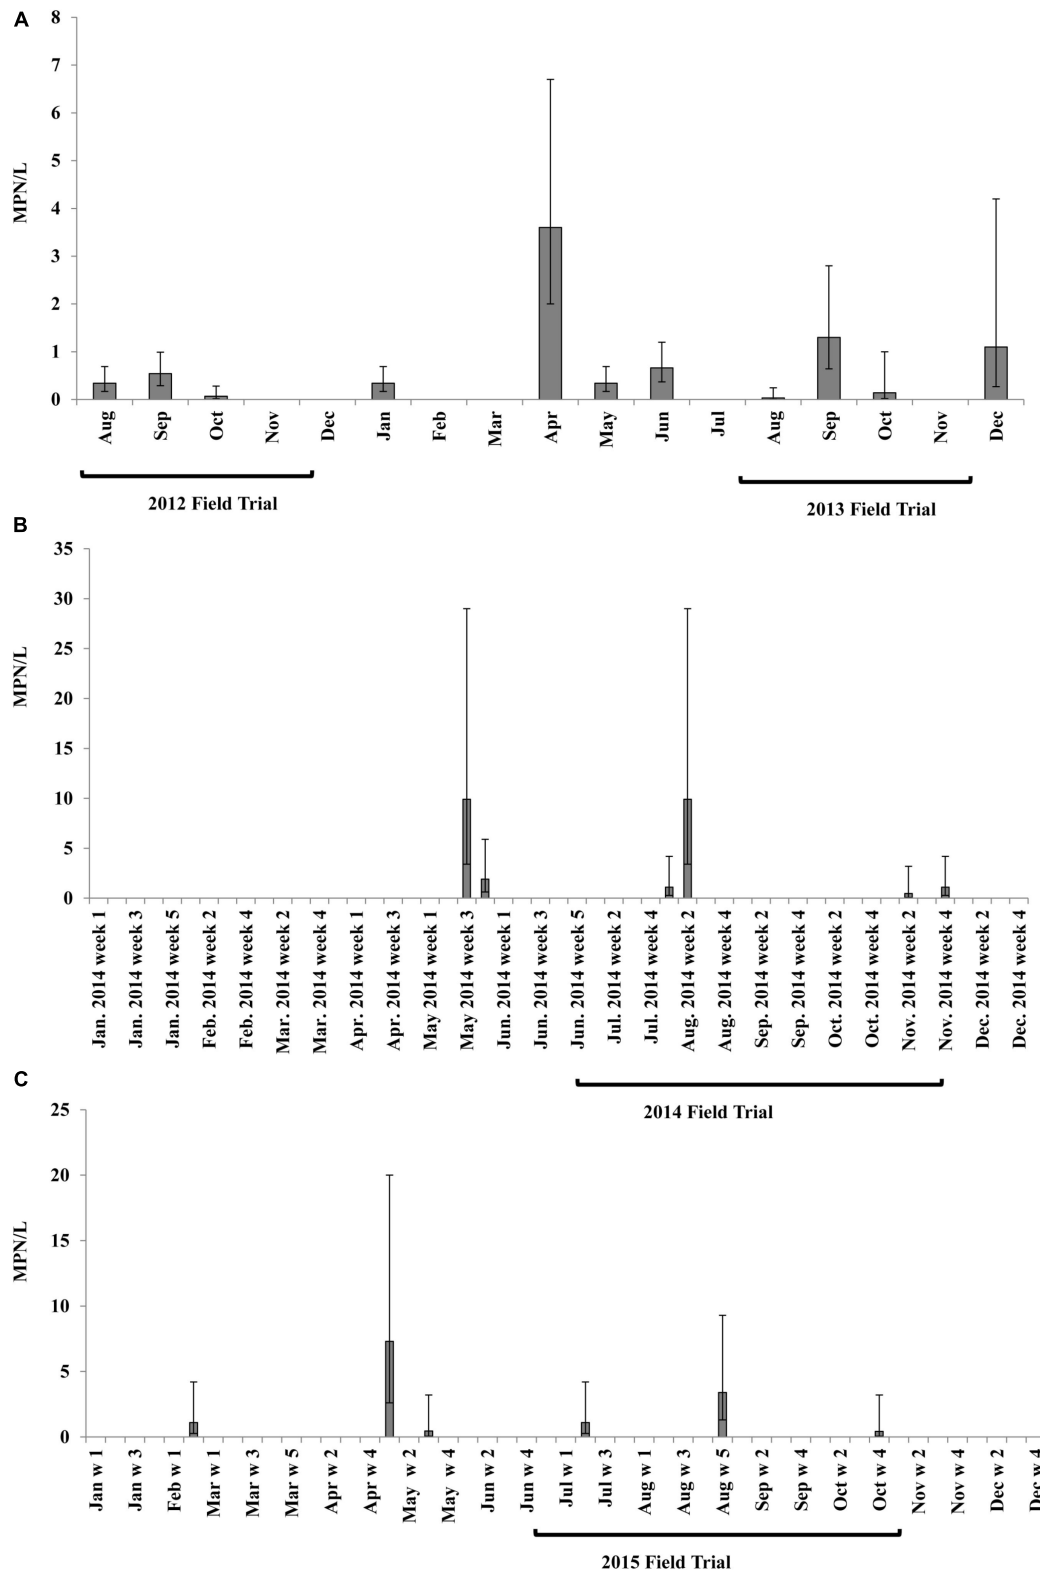 A
8
7
6
5
4
3
2
1
0
MPN/L
Aug Sep Oct Nov Dec Jan Feb Mar Apr May Jun Jul Aug Sep Oct Nov Dec
2012 Field Trial
2013 Field Trial
B
35
30
25
20
15
10
5
0
MPN/L
Jan. 2014 week 1
Jan. 2014 week 3
Jan. 2014 week 5
Feb. 2014 week 2
Feb. 2014 week 4
Mar. 2014 week 2
Mar. 2014 week 4
Apr. 2014 week 1
Apr. 2014 week 3
May 2014 week 1
May 2014 week 3
Jun. 2014 week 1
Jun. 2014 week 3
Jun. 2014 week 5
Jul. 2014 week 2
Jul. 2014 week 4
Aug. 2014 week 2
Aug. 2014 week 4
Sep. 2014 week 2
Sep. 2014 week 4
Oct. 2014 week 2
Oct. 2014 week 4
Nov. 2014 week 2
Nov. 2014 week 4
Dec. 2014 week 2
Dec. 2014 week 4
2014 Field Trial
C
25
20
15
10
5
0
MPN/L
Jan w 1
Jan w 3
Feb w 1
Mar w 1
Mar w 3
Mar w 5
Apr w 2
Apr w 4
May w 2
May w 4
Jun w 2
Jun w 4
Jul w 1
Jul w 3
Aug w 1
Aug w 3
Aug w 5
Sep w 2
Sep w 4
Oct w 2
Oct w 4
Nov w 2
Nov w 4
Dec w 2
Dec w 4
2015 Field Trial